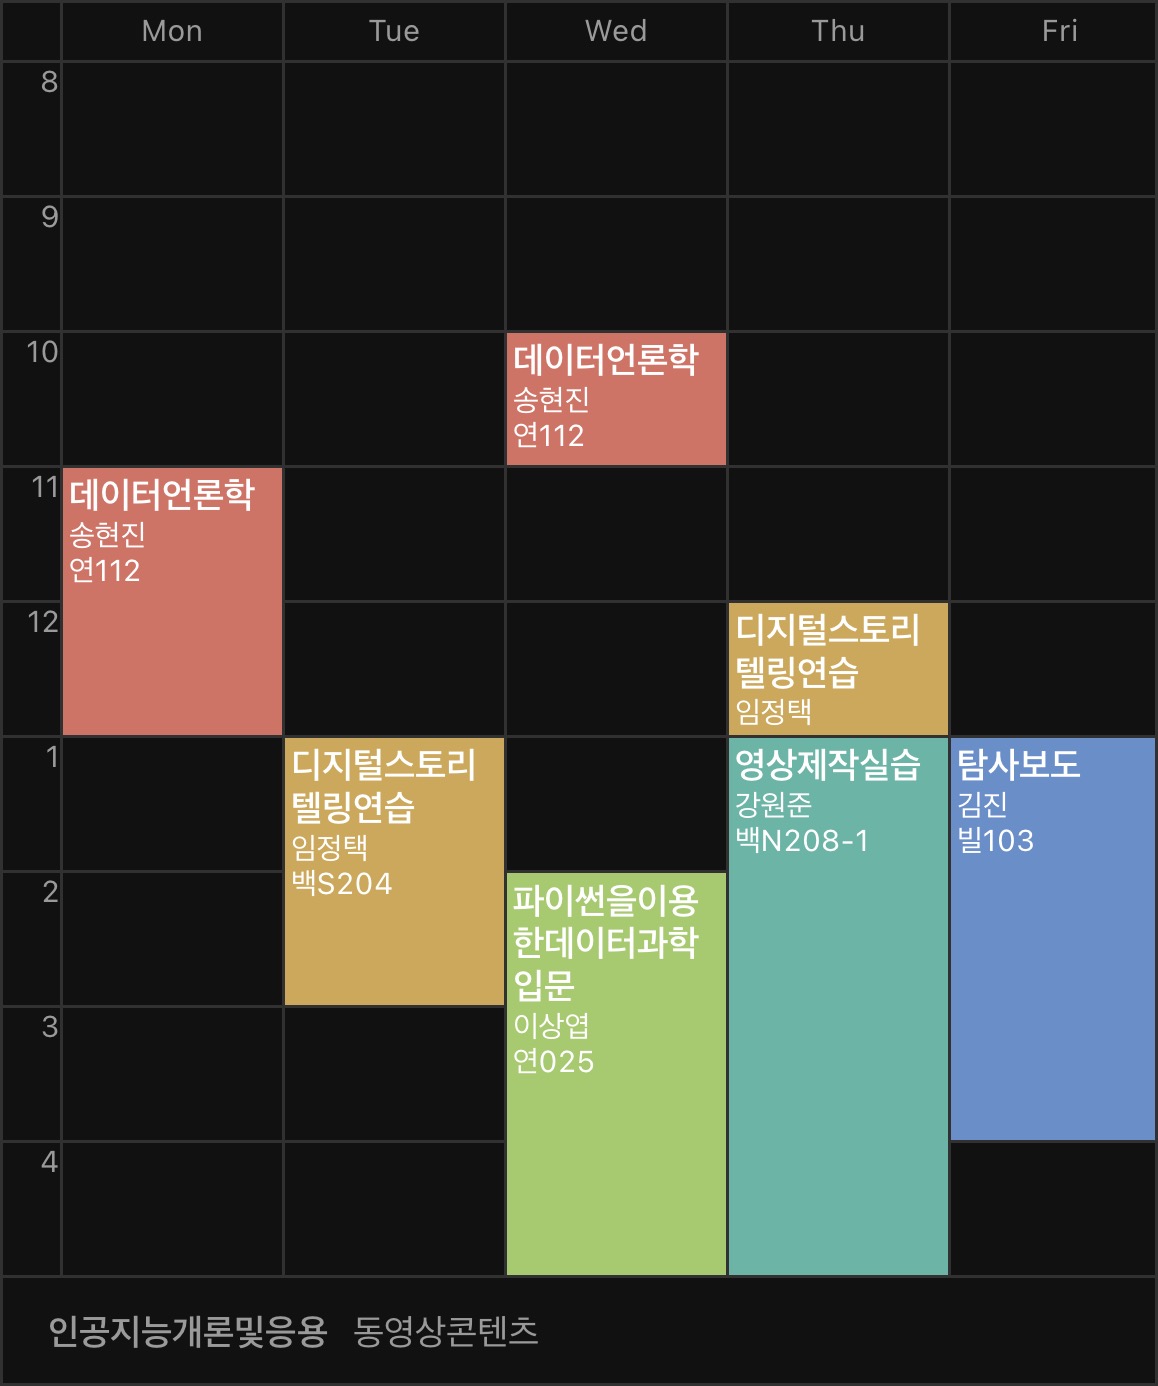 Mon Tue Wed Thu Fri
8
9
10
데이터언론학
송현진
연112
11
데이터언론학
송현진
연112
12
디지털스토리
텔링연습
임정택
1
디지털스토리
텔링연습
임정택
백S204
영상제작실습
강원준
백N208-1
탐사보도
김진
빌103
2
파이썬을이용
한데이터과학
입문
이상엽
연025
3
4
인공지능개론및응용 동영상콘텐츠